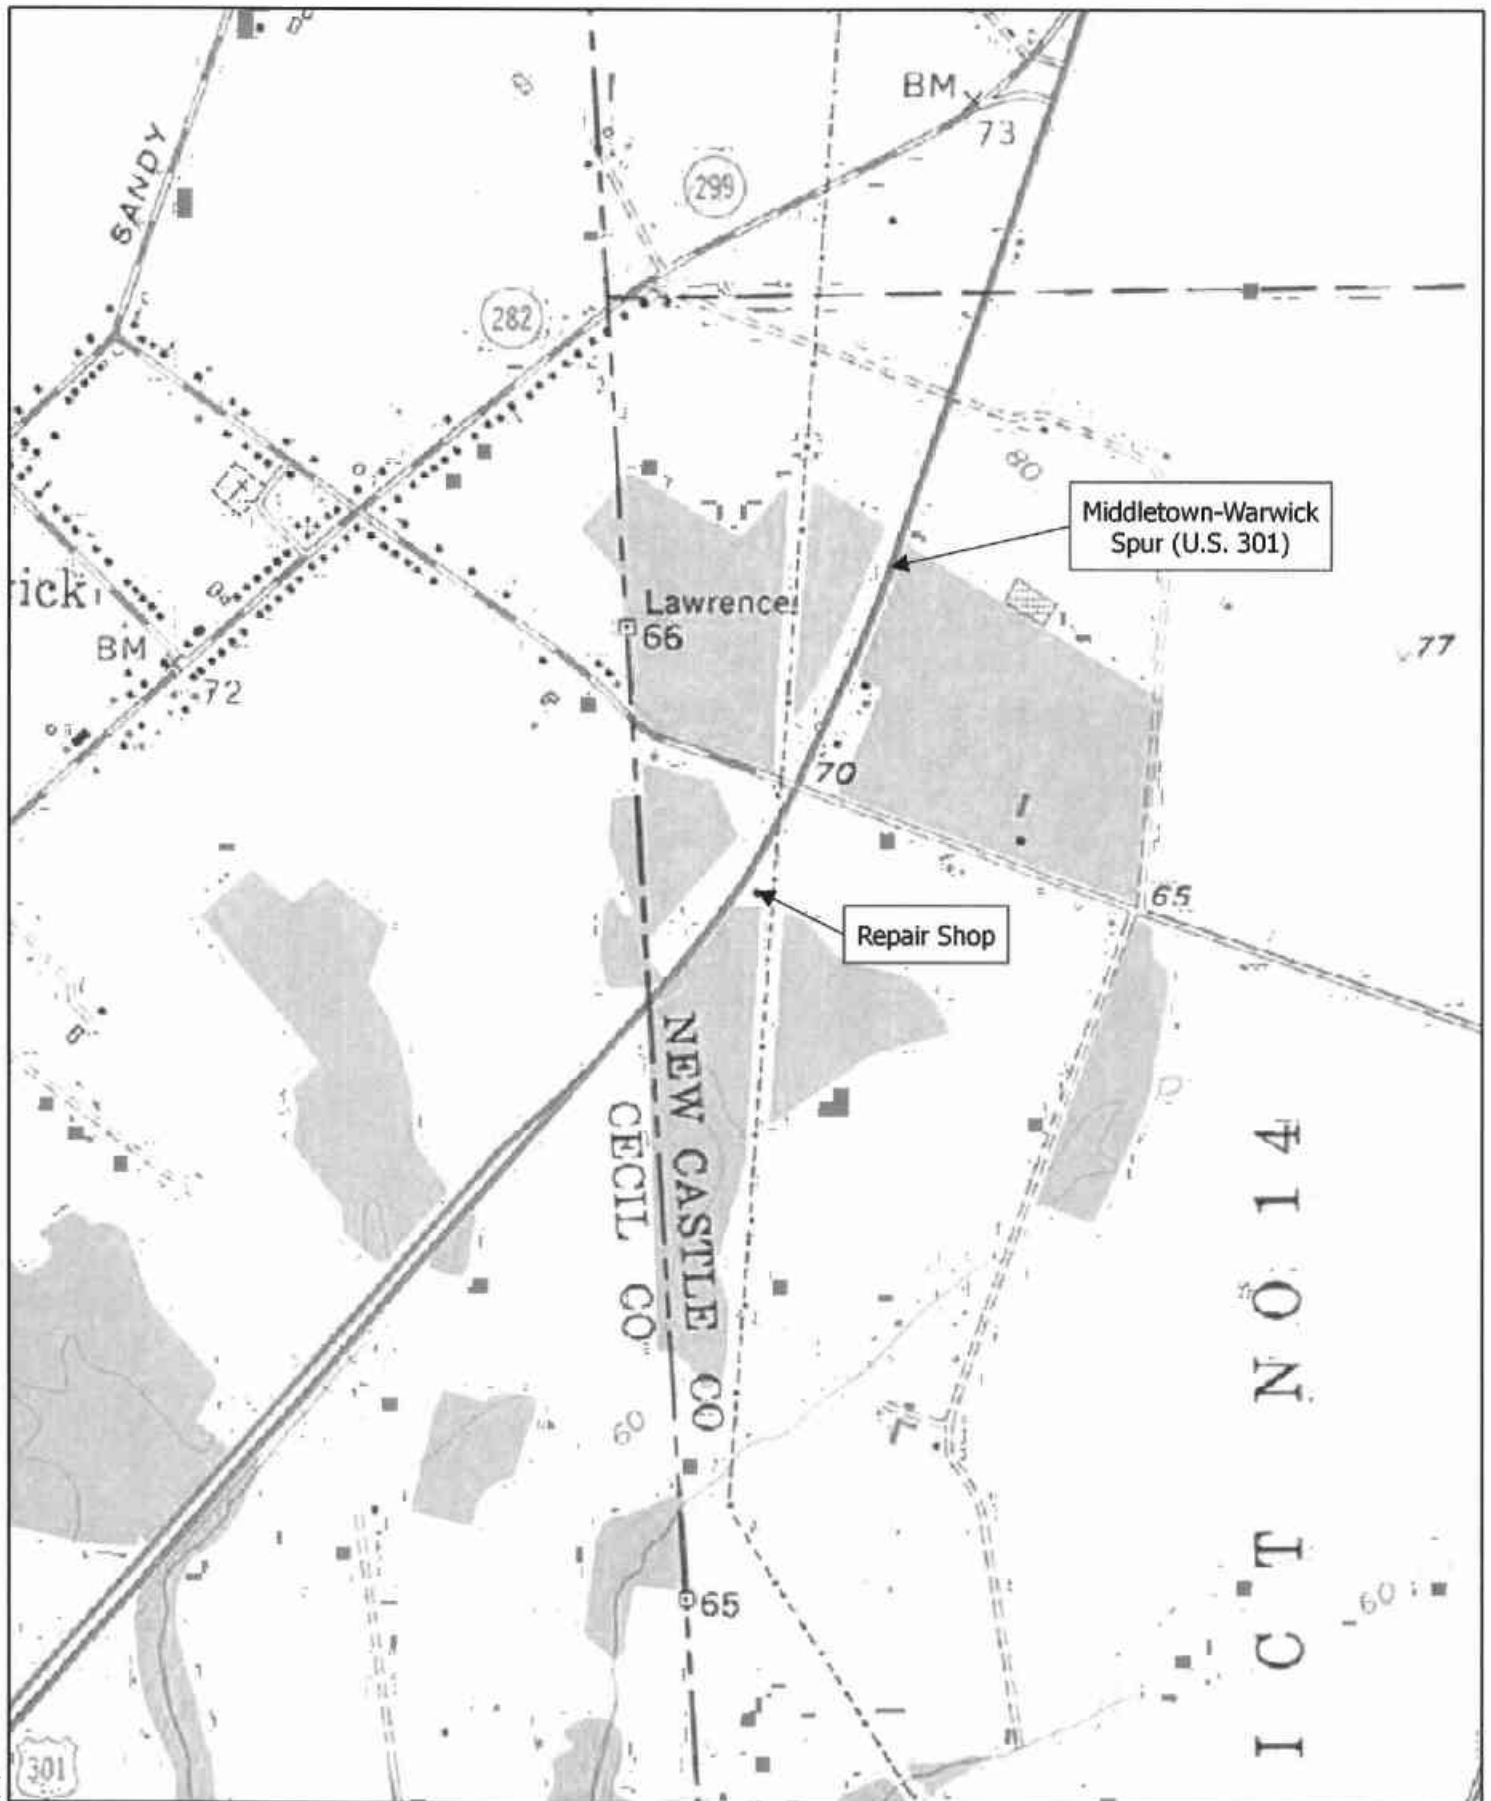 BM
73
SANDY
299
282
80
Middletown-Warwick
Spur (U.S. 301)
ick
Lawrence
66
77
BM
72
70
65
Repair Shop
NEW CASTLE CO
CECIL CO
ICT NO 14
60
65
60
301